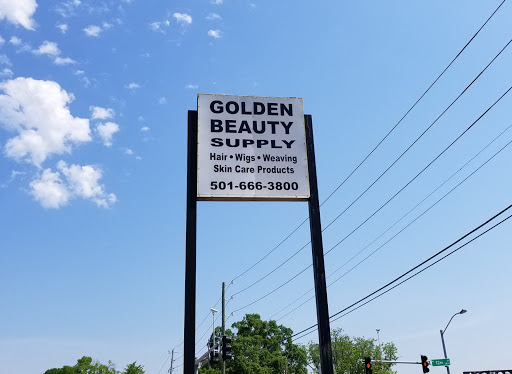 GOLDEN
BEAUTY
SUPPLY
Hair • Wigs • Weaving
Skin Care Products
501-666-3800